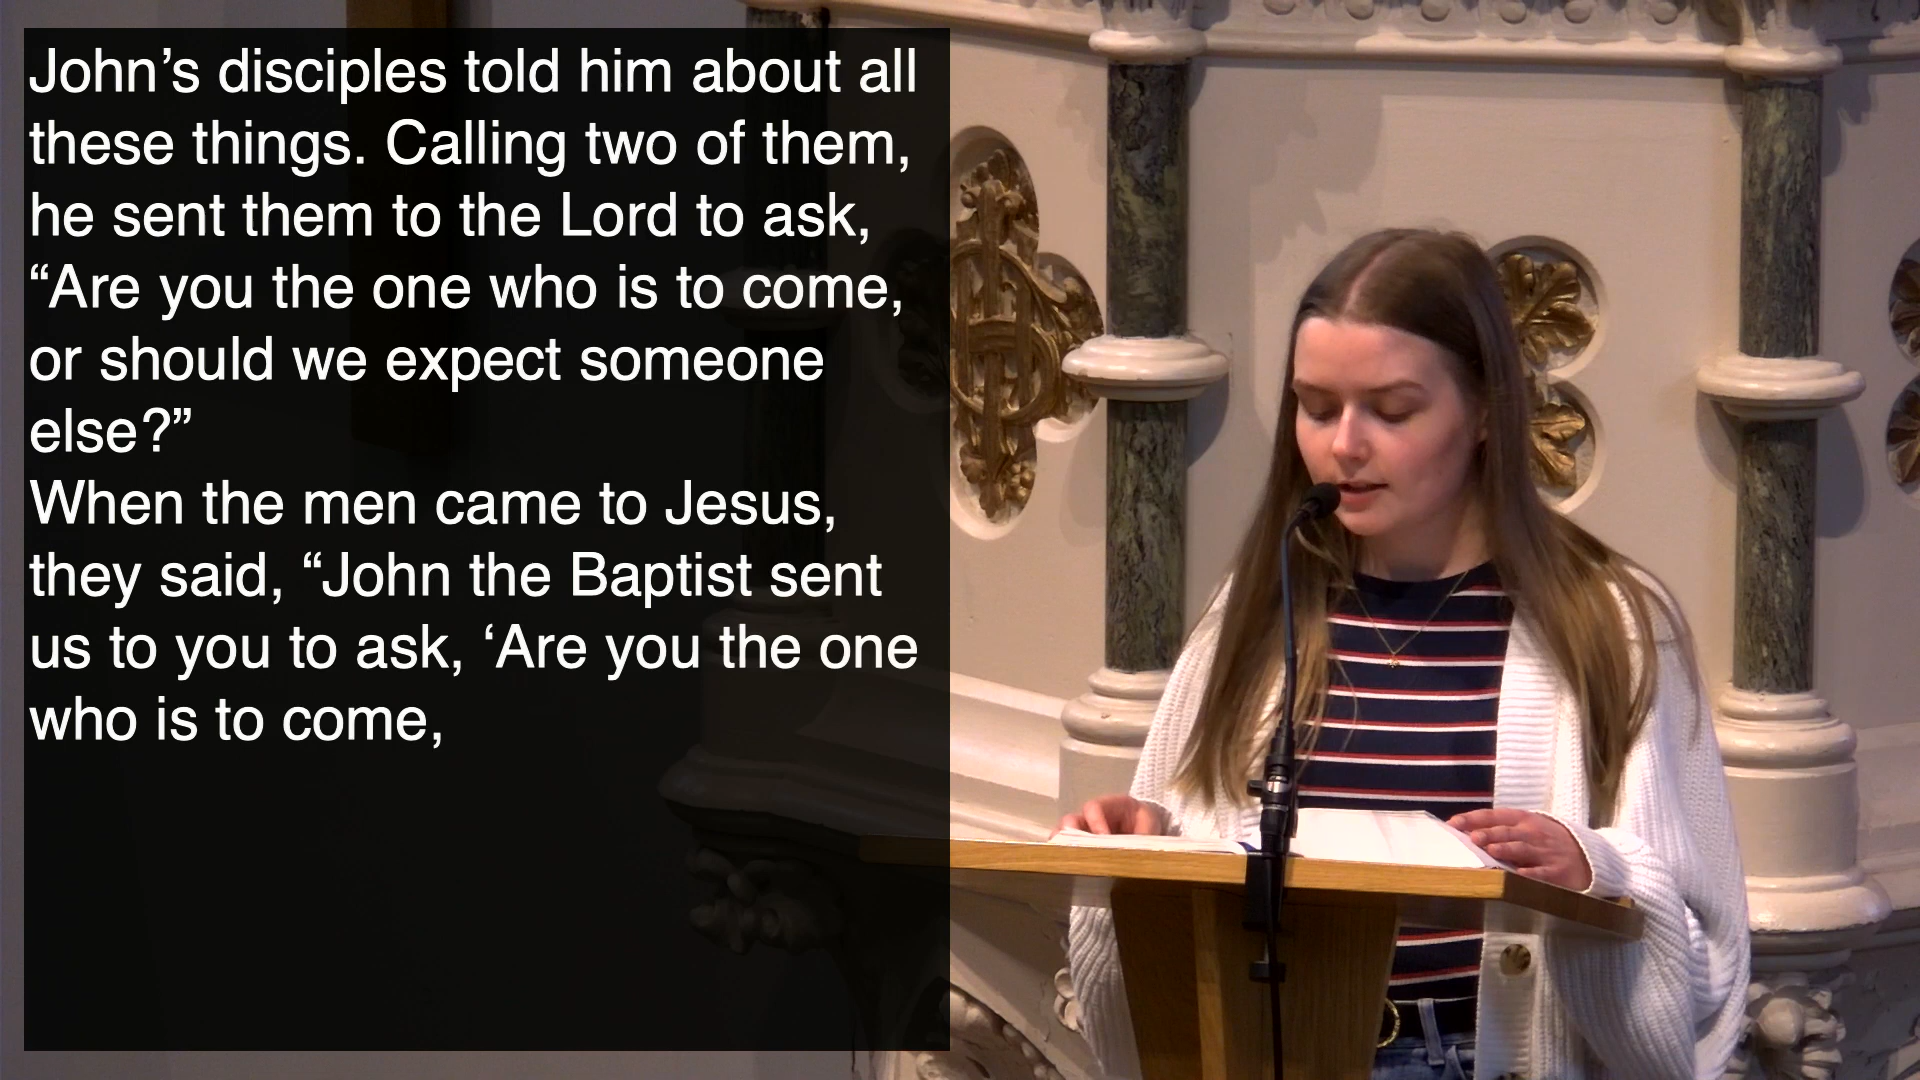 John’s disciples told him about all
these things. Calling two of them,
he sent them to the Lord to ask,
“Are you the one who is to come,
or should we expect someone
else?”
When the men came to Jesus,
they said, “John the Baptist sent
us to you to ask, ‘Are you the one
who is to come,